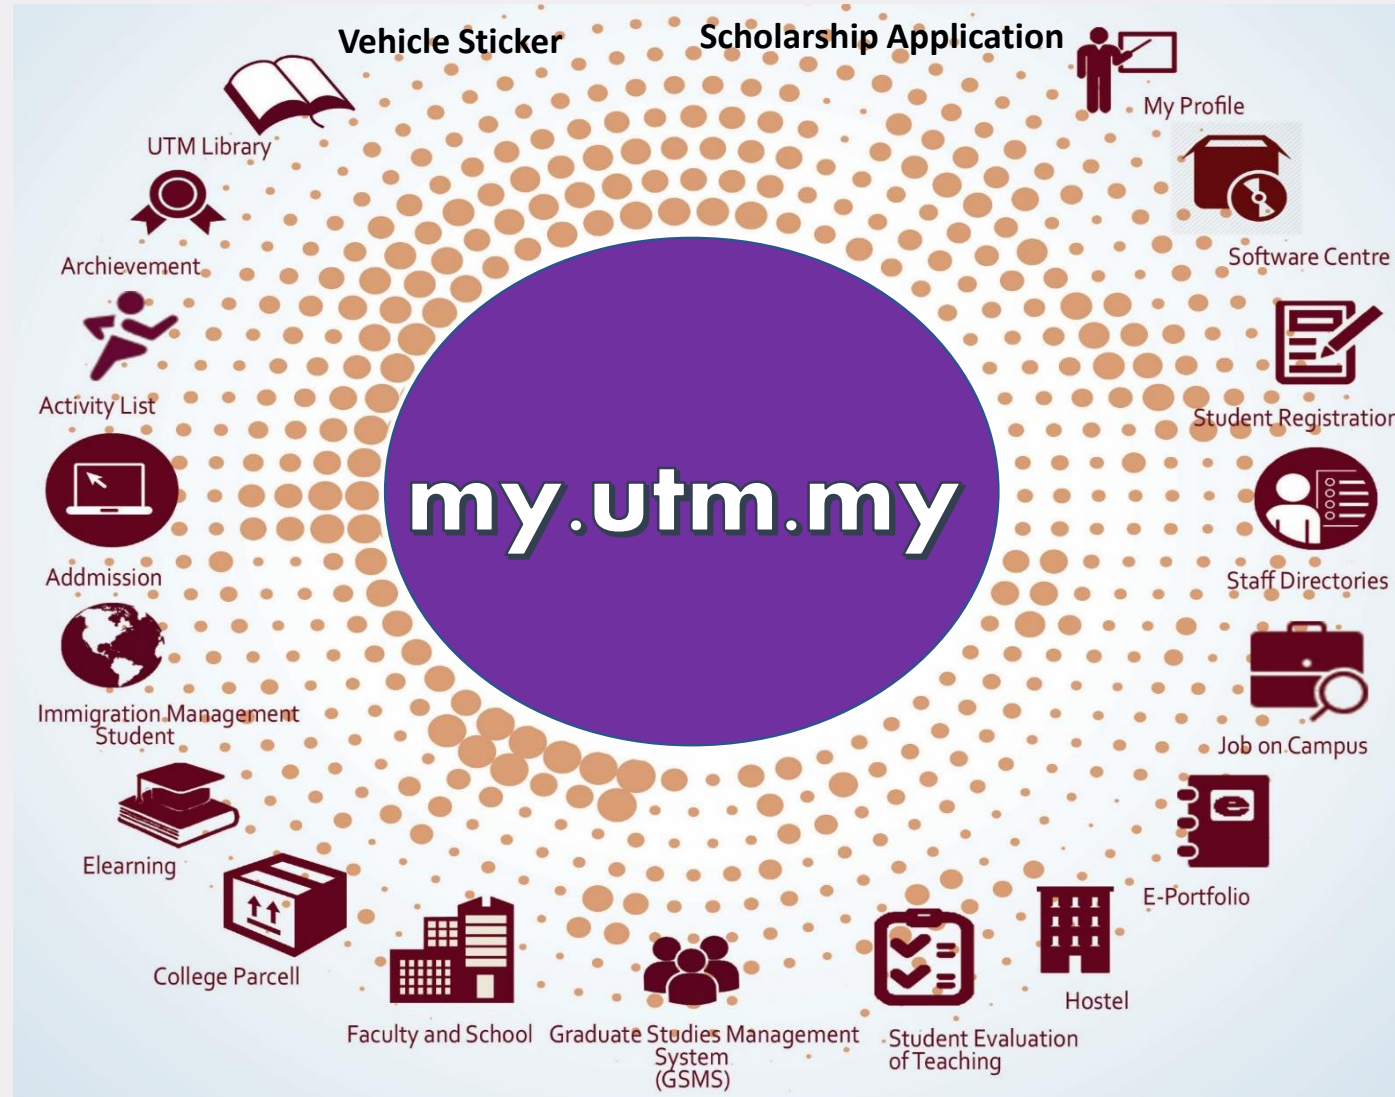 Vehicle Sticker
Scholarship Application
My Profile
UTM Library
Software Centre
Archievement
Activity List
Student Registration
my.utm.my
Addmission
Staff Directories
Immigration Management
Student
Job on Campus
Elearning
E-Portfolio
College Parcell
Hostel
Faculty and School
Graduate Studies Management
System
(GSMS)
Student Evaluation
of Teaching
e